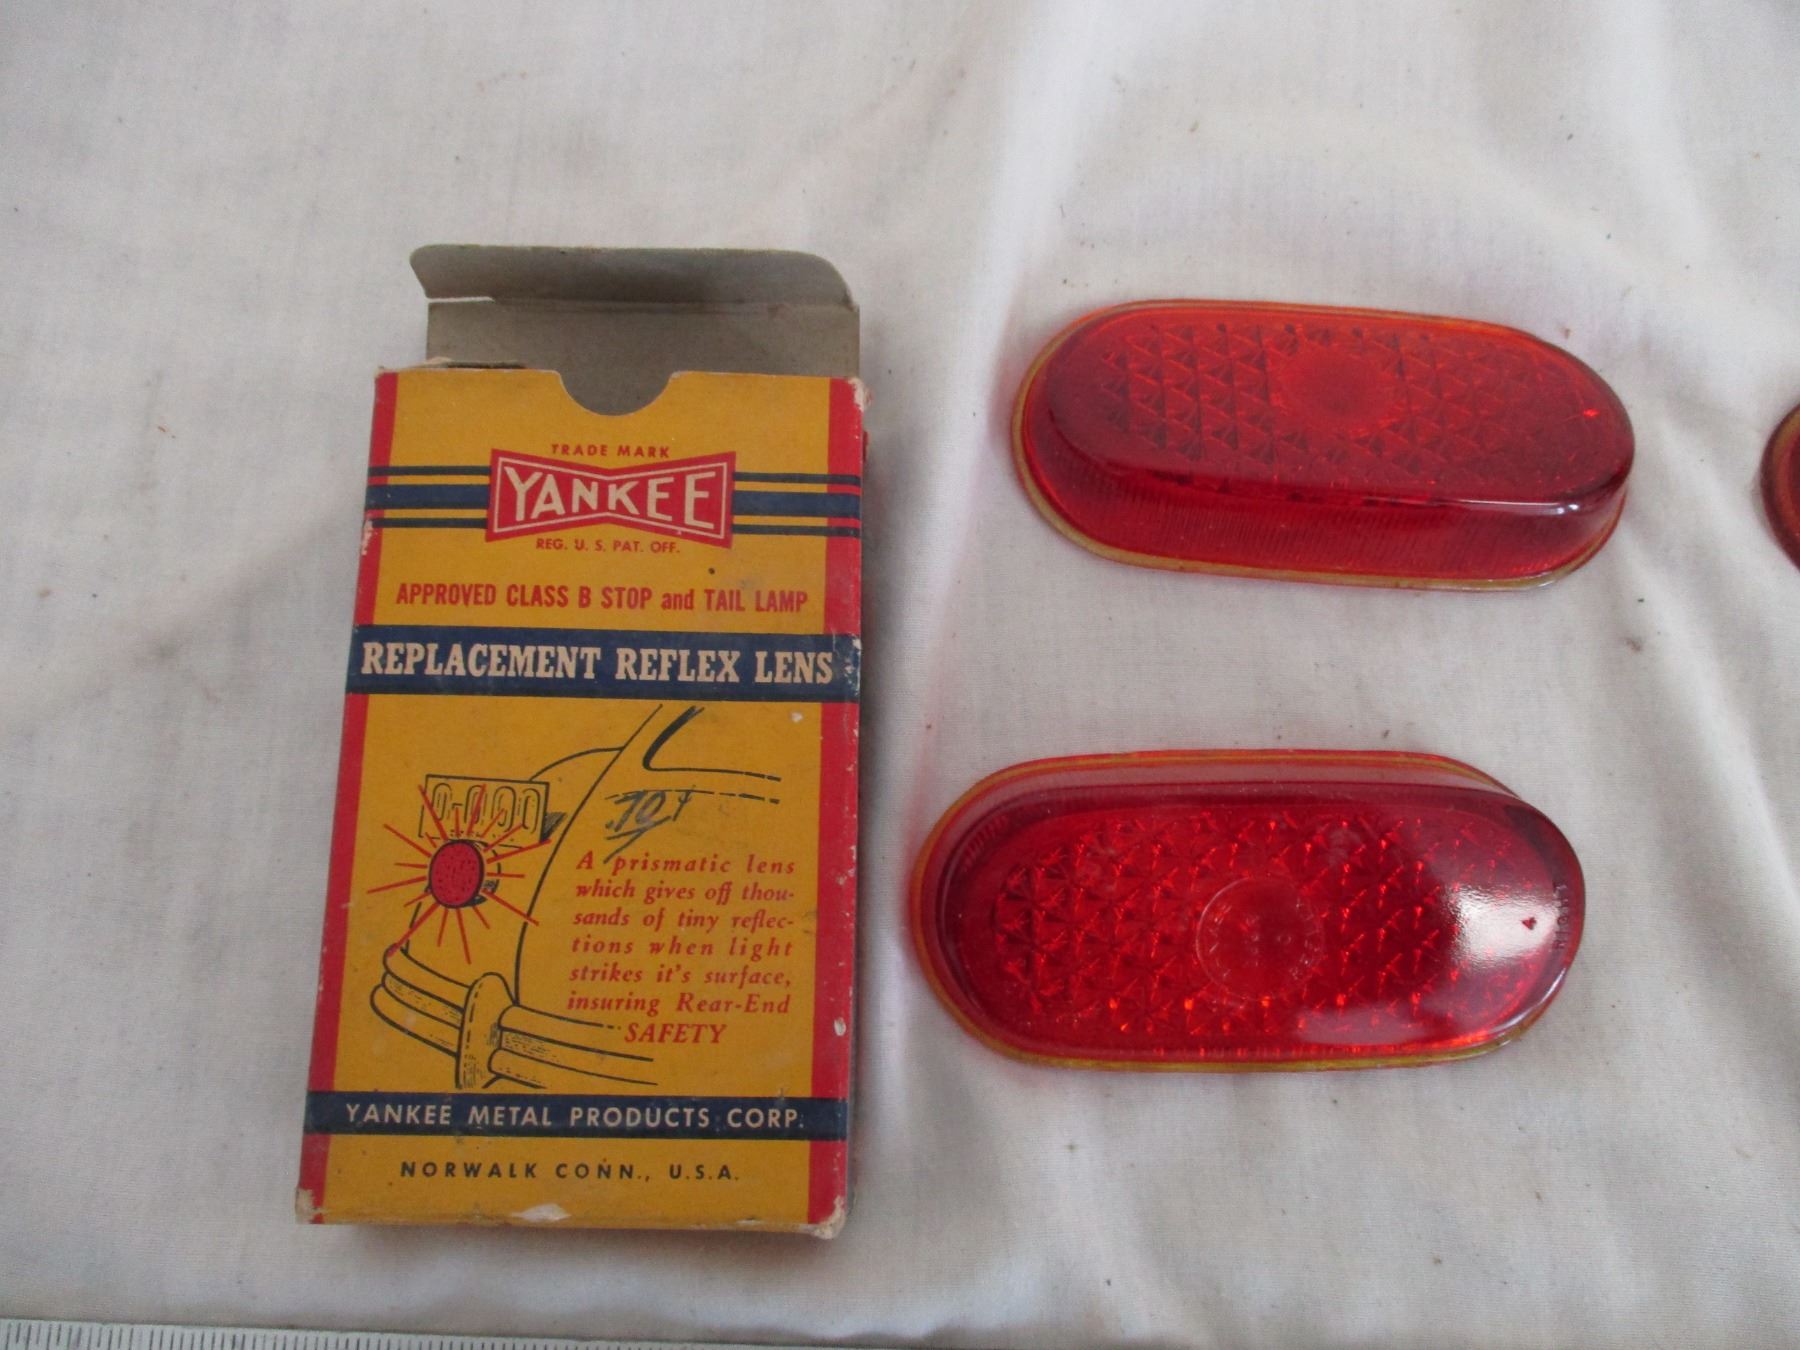 TRADE MARK
YANKEE
REG. U. S. PAT. OFF.
APPROVED CLASS B STOP and TAIL LAMP
REPLACEMENT REFLEX LENS
A prismatic lens
which gives off thou-
sands of tiny reflec-
tions when light
strikes it's surface,
insuring Rear-End
SAFETY
YANKEE METAL PRODUCTS CORP.
NORWALK CONN., U.S.A.